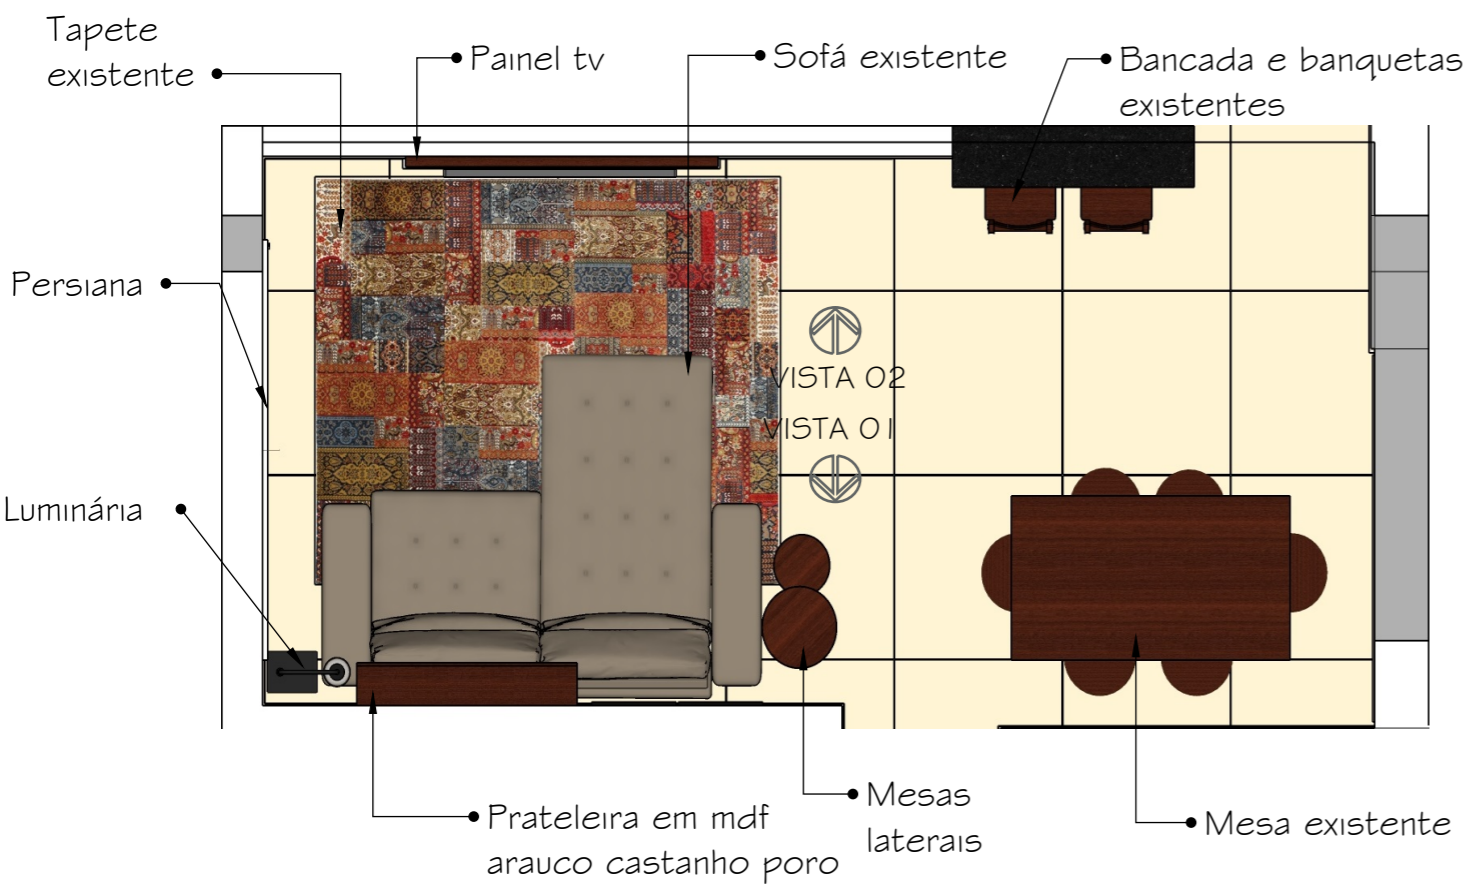 Tapete
existente
Painel tv
Sofá existente
Bancada e banquetas
existentes
Persiana
VISTA 02
VISTA 01
Luminária
Mesas
laterais
Prateleira em mdf
arauco castanho poro
Mesa existente